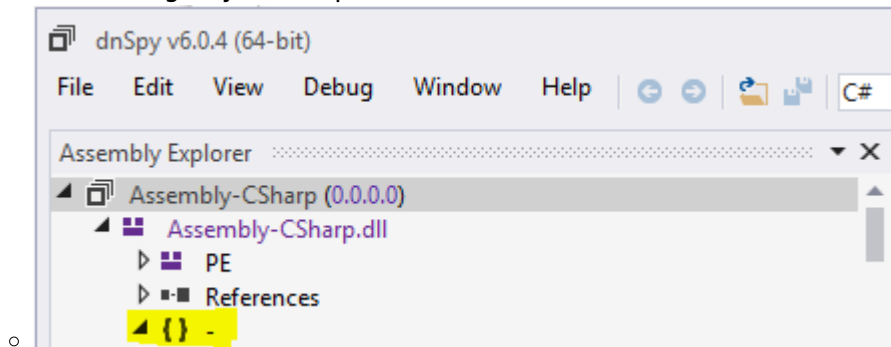 dnSpy v6.0.4 (64-bit)
File Edit View Debug Window Help C#
Assembly Explorer
Assembly-CSharp (0.0.0.0)
Assembly-CSharp.dll
PE
References
{ } -